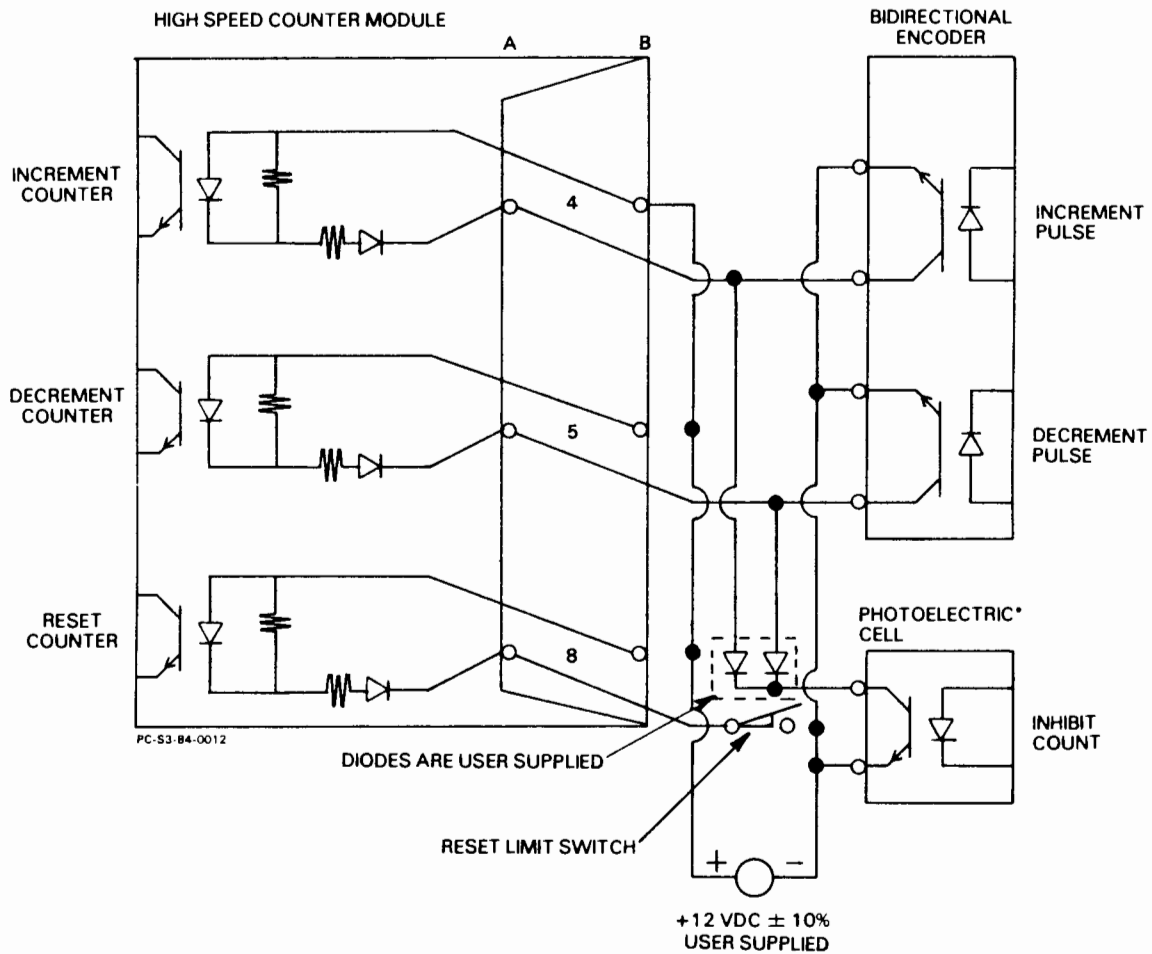 HIGH SPEED COUNTER MODULE
BIDIRECTIONAL
ENCODER
A
B
INCREMENT
COUNTER
4
INCREMENT
PULSE
DECREMENT
COUNTER
5
DECREMENT
PULSE
RESET
COUNTER
8
PHOTOELECTRIC*
CELL
INHIBIT
COUNT
PC-S3-84-0012
DIODES ARE USER SUPPLIED
RESET LIMIT SWITCH
+ −
+12 VDC ± 10%
USER SUPPLIED